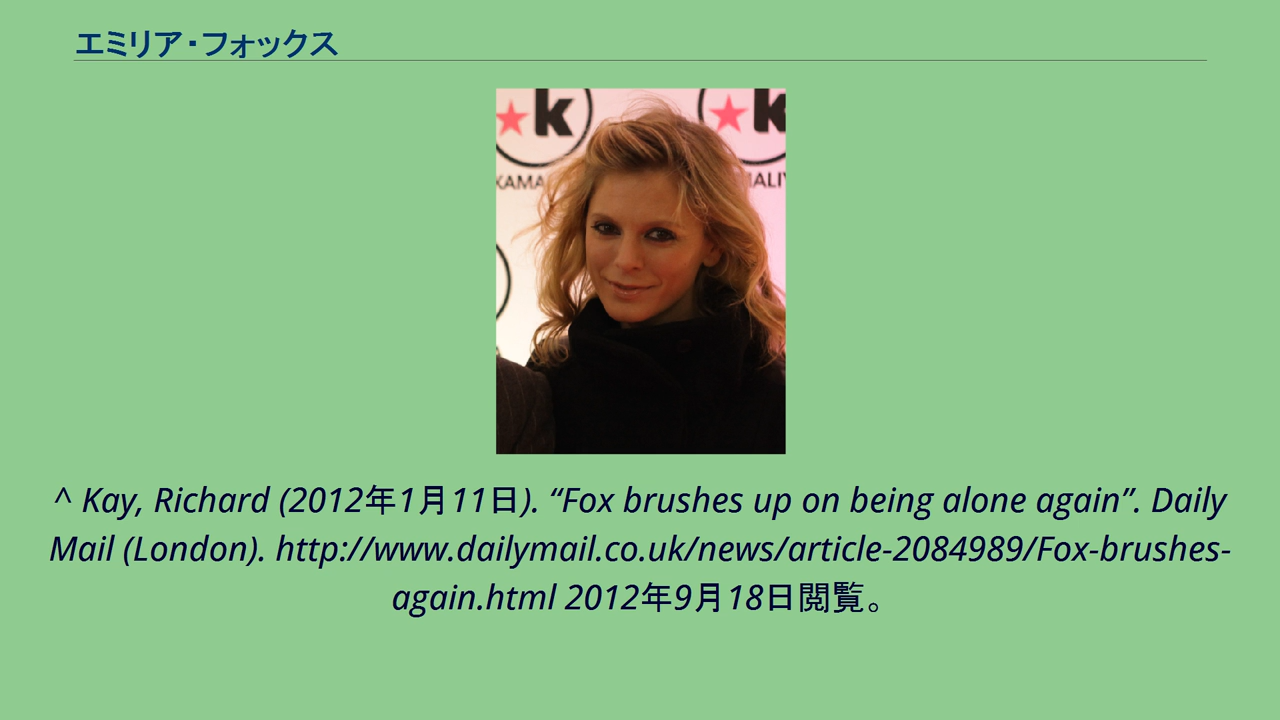 エミリア・フォックス
k
k
KAMA
MALIY
^ Kay, Richard (2012年1月11日). “Fox brushes up on being alone again”. Daily
Mail (London). http://www.dailymail.co.uk/news/article-2084989/Fox-brushes-
again.html 2012年9月18日閲覧。